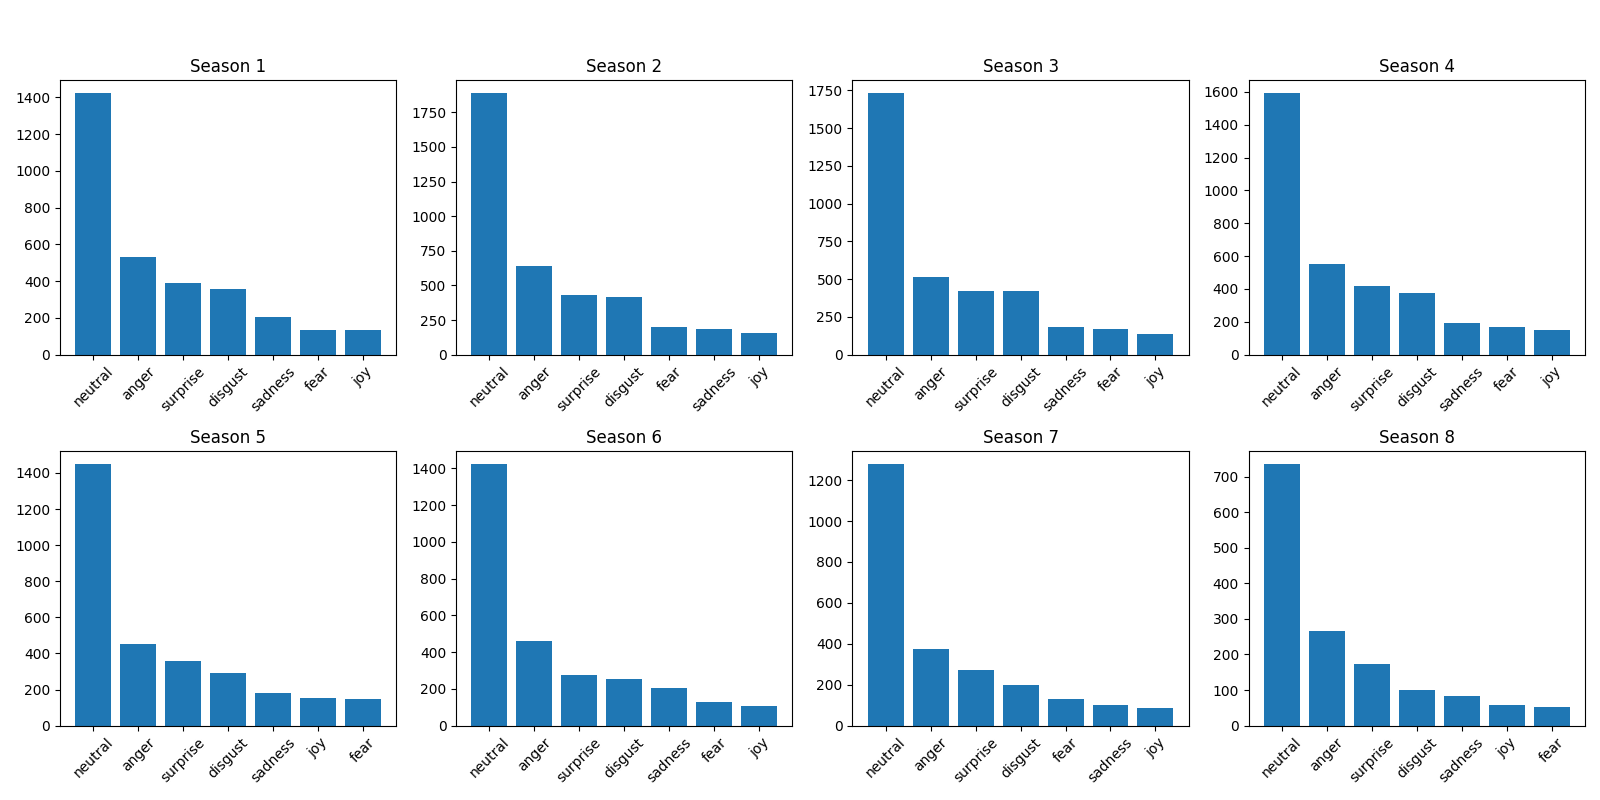 Season 1
1400
1200
1000
800
600
400
200
0
neutral
anger
surprise
disgust
sadness
fear
joy
Season 2
1750
1500
1250
1000
750
500
250
0
neutral
anger
surprise
disgust
fear
sadness
joy
Season 3
1750
1500
1250
1000
750
500
250
0
neutral
anger
surprise
disgust
sadness
fear
joy
Season 4
1600
1400
1200
1000
800
600
400
200
0
neutral
anger
surprise
disgust
sadness
fear
joy
Season 5
1400
1200
1000
800
600
400
200
0
neutral
anger
surprise
disgust
sadness
joy
fear
Season 6
1400
1200
1000
800
600
400
200
0
neutral
anger
surprise
disgust
sadness
fear
joy
Season 7
1200
1000
800
600
400
200
0
neutral
anger
surprise
disgust
fear
sadness
joy
Season 8
700
600
500
400
300
200
100
0
neutral
anger
surprise
disgust
sadness
joy
fear